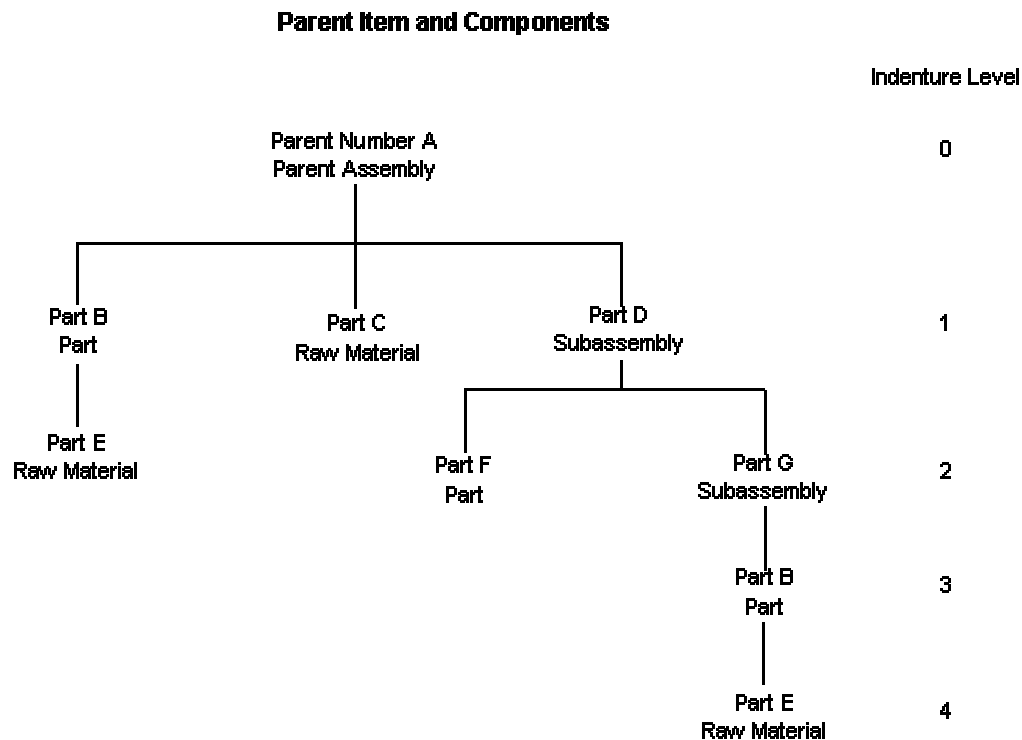 Parent Item and Components
Indenture Level
Parent Number A
Parent Assembly
0
Part B
Part
Part C
Raw Material
Part D
Subassembly
1
Part E
Raw Material
Part F
Part
Part G
Subassembly
2
Part B
Part
3
Part E
Raw Material
4